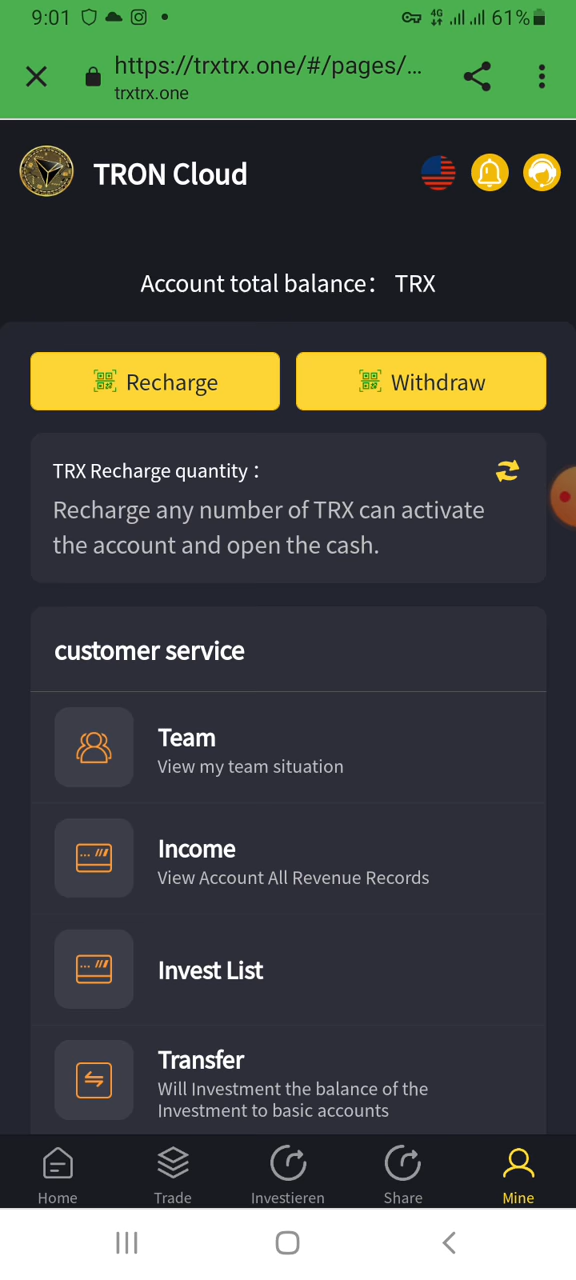 9:01
4G
61%
https://trxtrx.one/#/pages/...
trxtrx.one
TRON Cloud
Account total balance： TRX
Recharge
Withdraw
TRX Recharge quantity :
Recharge any number of TRX can activate
the account and open the cash.
customer service
Team
View my team situation
Income
View Account All Revenue Records
Invest List
Transfer
Will Investment the balance of the
Investment to basic accounts
Home
Trade
Investieren
Share
Mine